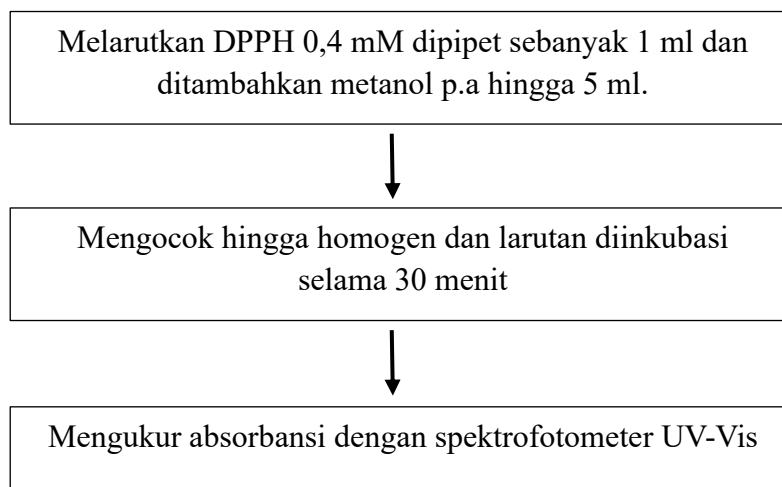 Melarutkan DPPH 0,4 mM dipipet sebanyak 1 ml dan
ditambahkan metanol p.a hingga 5 ml.
Mengocok hingga homogen dan larutan diinkubasi
selama 30 menit
Mengukur absorbansi dengan spektrofotometer UV-Vis